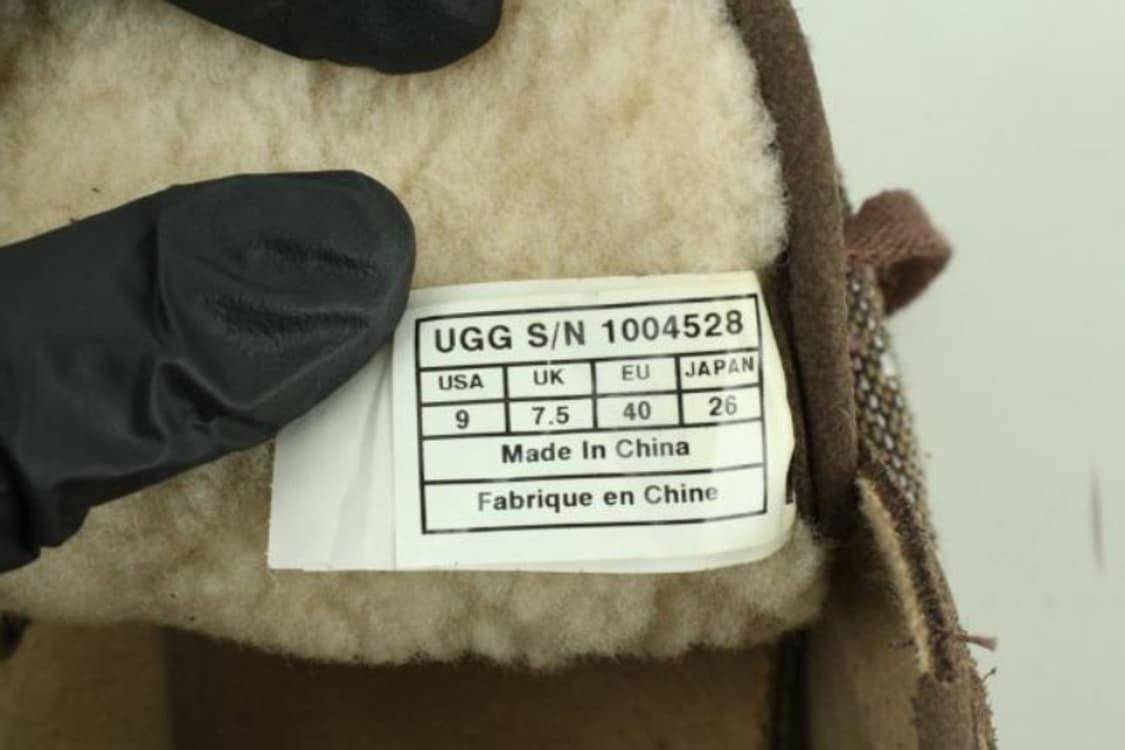 UGG S/N 1004528
USA UK EU JAPAN
9 7.5 40 26
Made In China
Fabrique en Chine